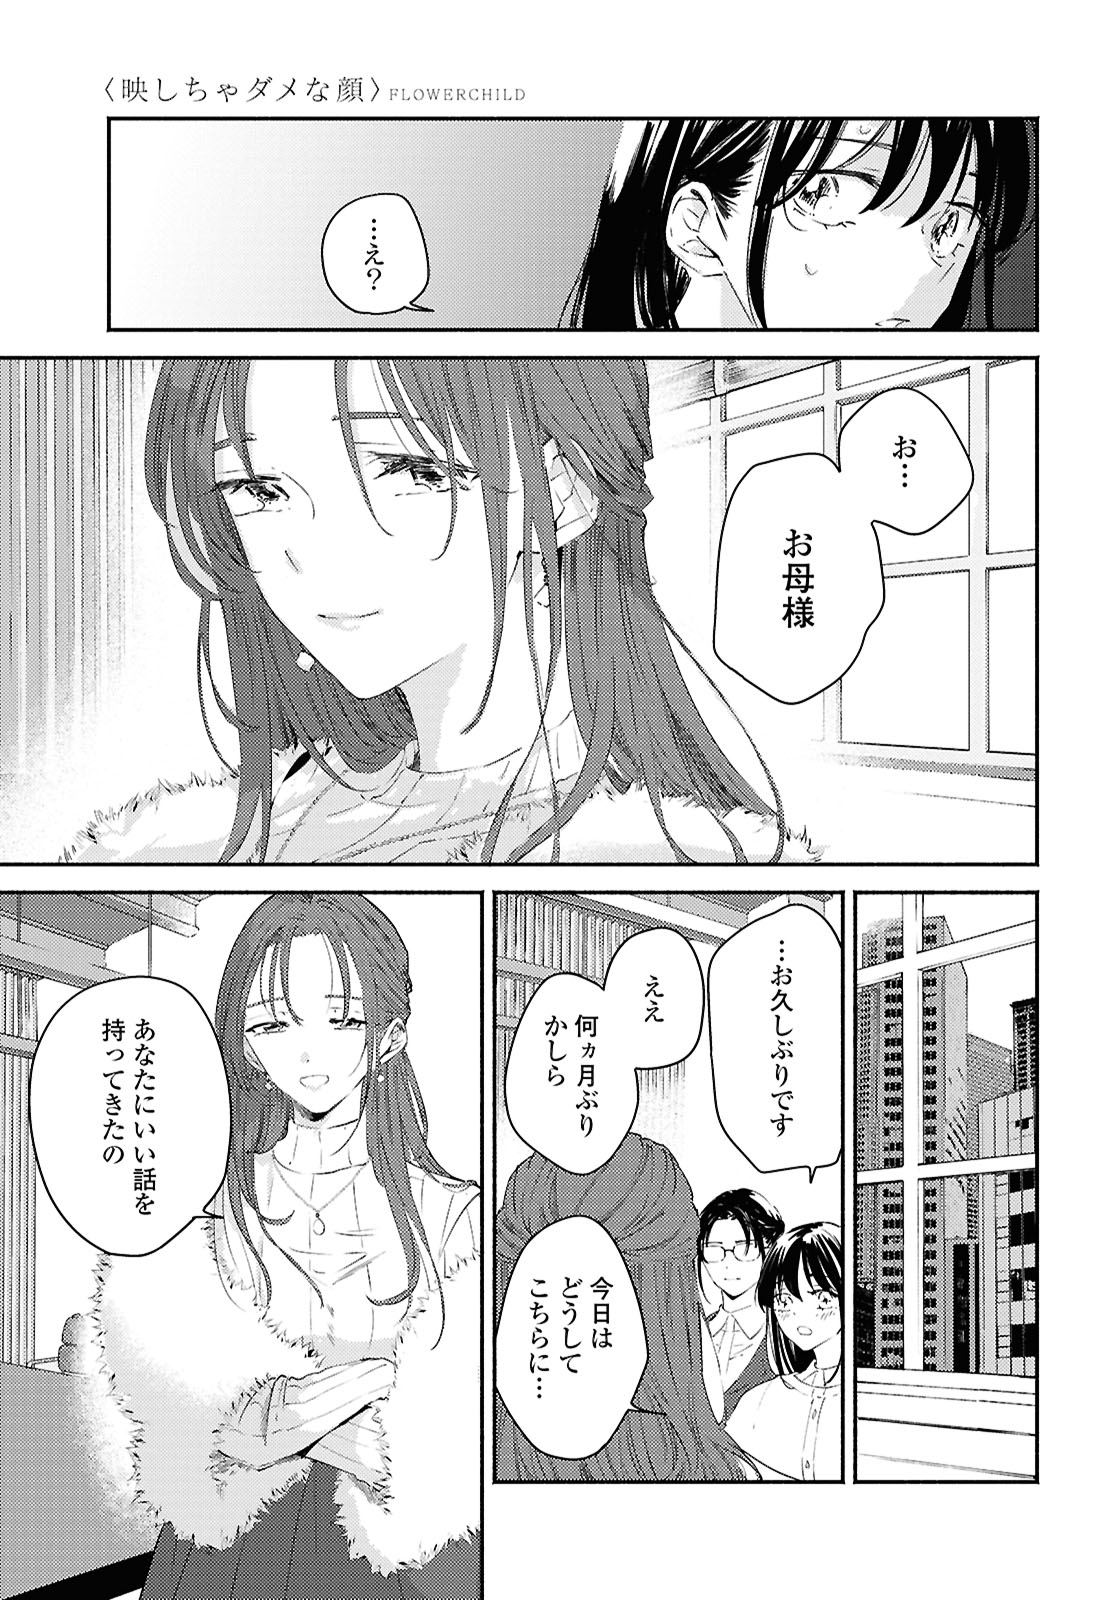 〈映しちゃダメな顔〉FLOWERCHILD
…え？
お…
お母様
…お久しぶりです
ええ
何ヵ月ぶり
かしら
今日は
どうして
こちらに…
あなたにいい話を
持ってきたの